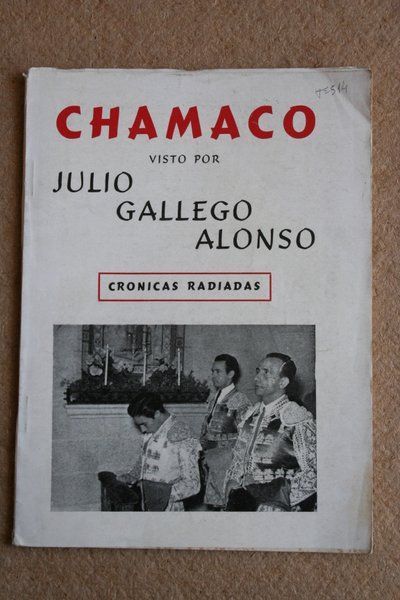 CHAMACO
VISTO POR
JULIO
GALLEGO
ALONSO
CRONICAS RADIADAS